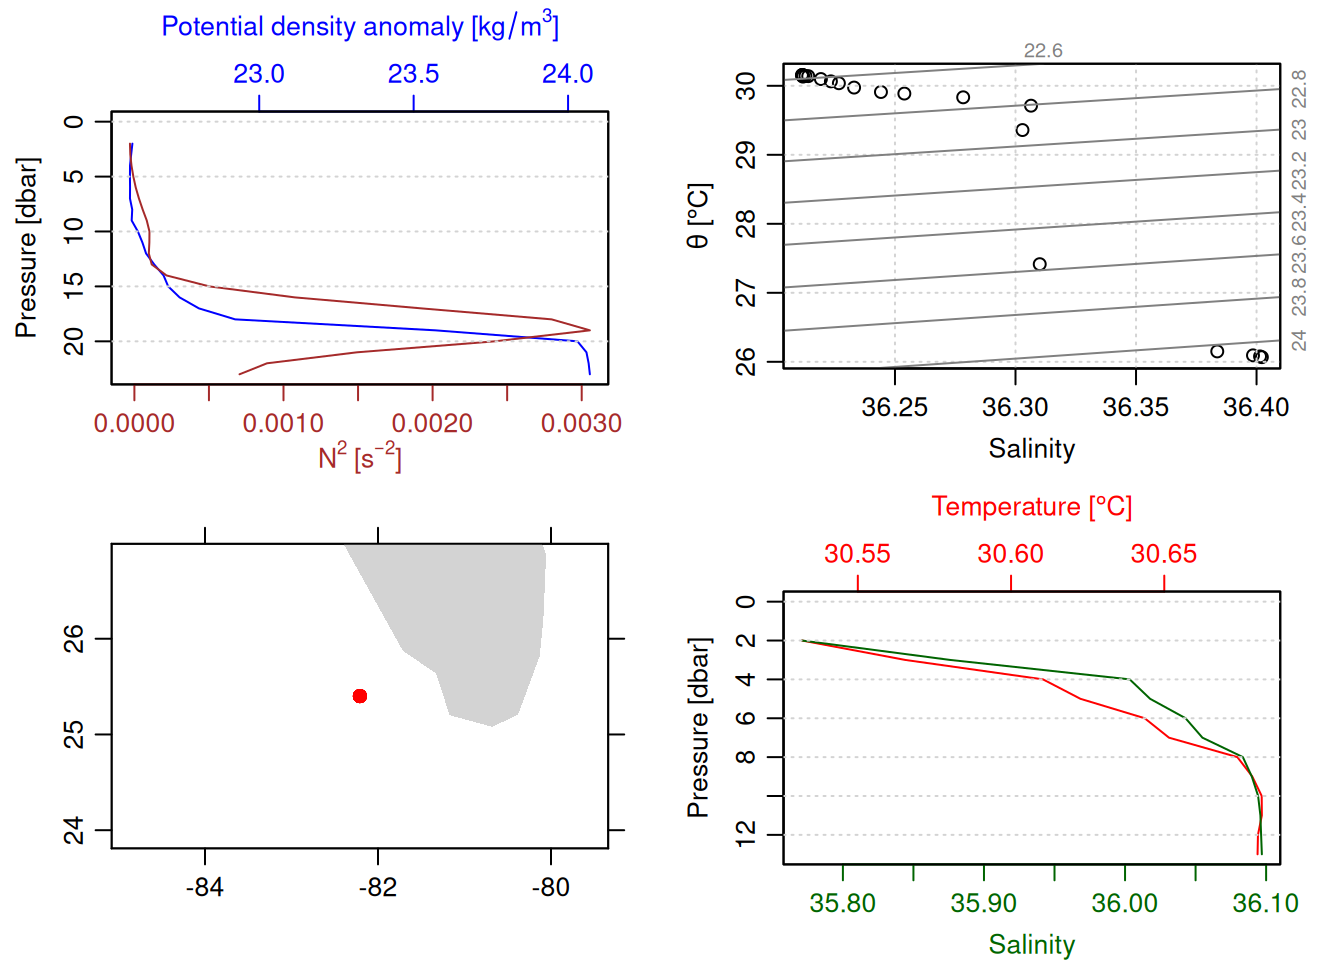 Potential density anomaly [kg/m³]
23.0 23.5 24.0
0
5
10
15
20
Pressure [dbar]
0.0000 0.0010 0.0020 0.0030
N² [s⁻²]
22.6
22.8
23
23.2
23.4
23.6
23.8
24
30
29
28
27
26
θ [°C]
36.25 36.30 36.35 36.40
Salinity
26
25
24
-84 -82 -80
Temperature [°C]
30.55 30.60 30.65
0
2
4
6
8
12
Pressure [dbar]
35.80 35.90 36.00 36.10
Salinity